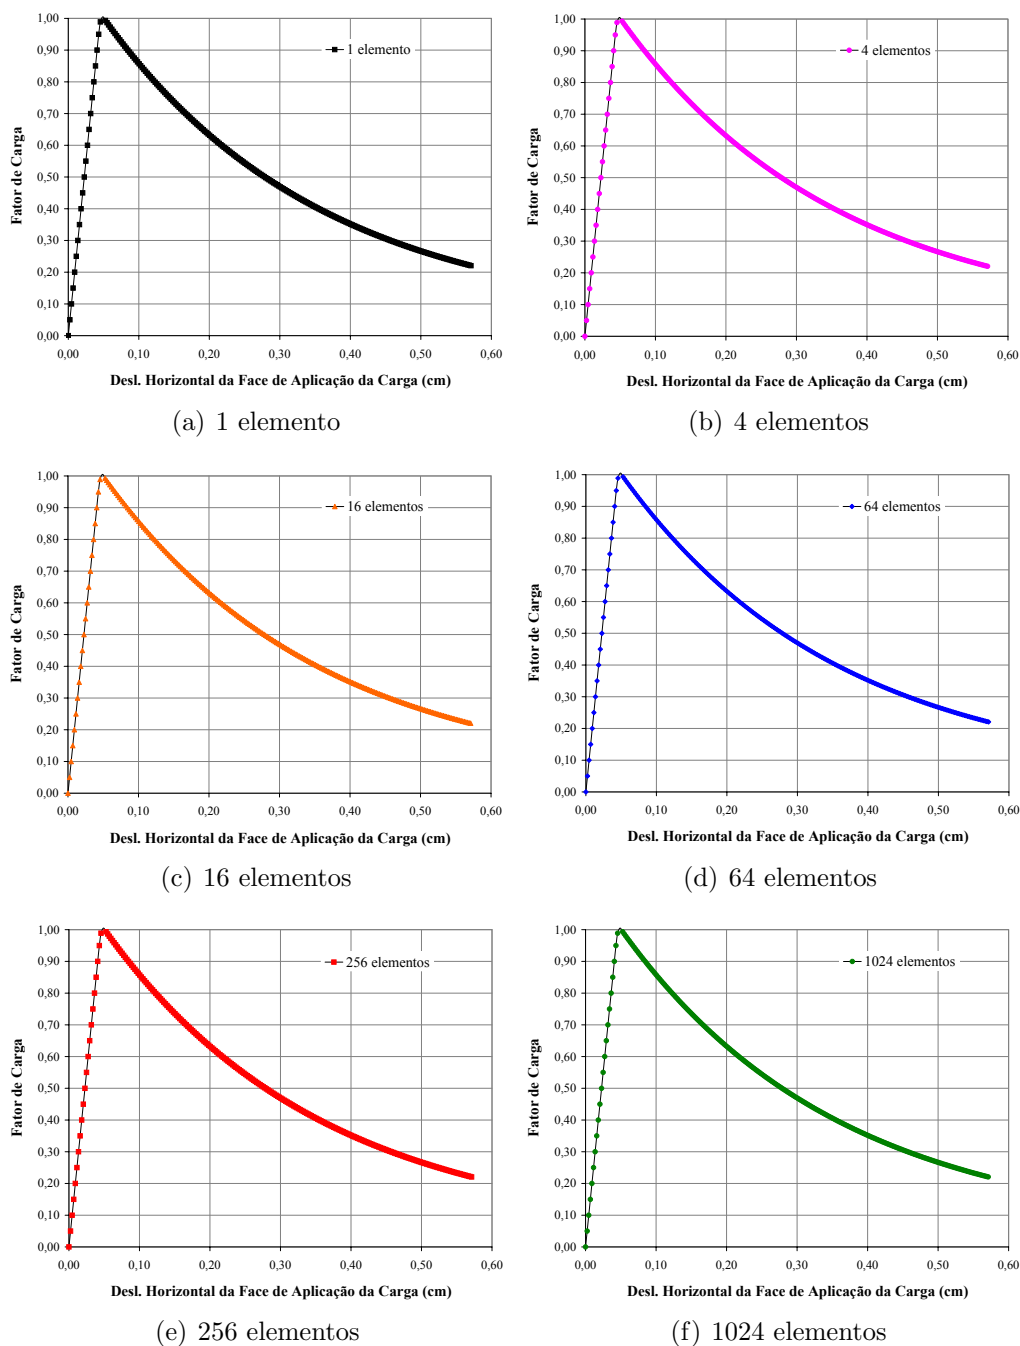 1,00
0,90
0,80
0,70
0,60
0,50
0,40
0,30
0,20
0,10
0,00
Fator de Carga
1 elemento
0,00 0,10 0,20 0,30 0,40 0,50 0,60
Desl. Horizontal da Face de Aplicação da Carga (cm)
(a) 1 elemento
1,00
0,90
0,80
0,70
0,60
0,50
0,40
0,30
0,20
0,10
0,00
Fator de Carga
4 elementos
0,00 0,10 0,20 0,30 0,40 0,50 0,60
Desl. Horizontal da Face de Aplicação da Carga (cm)
(b) 4 elementos
1,00
0,90
0,80
0,70
0,60
0,50
0,40
0,30
0,20
0,10
0,00
Fator de Carga
16 elementos
0,00 0,10 0,20 0,30 0,40 0,50 0,60
Desl. Horizontal da Face de Aplicação da Carga (cm)
(c) 16 elementos
1,00
0,90
0,80
0,70
0,60
0,50
0,40
0,30
0,20
0,10
0,00
Fator de Carga
64 elementos
0,00 0,10 0,20 0,30 0,40 0,50 0,60
Desl. Horizontal da Face de Aplicação da Carga (cm)
(d) 64 elementos
1,00
0,90
0,80
0,70
0,60
0,50
0,40
0,30
0,20
0,10
0,00
Fator de Carga
256 elementos
0,00 0,10 0,20 0,30 0,40 0,50 0,60
Desl. Horizontal da Face de Aplicação da Carga (cm)
(e) 256 elementos
1,00
0,90
0,80
0,70
0,60
0,50
0,40
0,30
0,20
0,10
0,00
Fator de Carga
1024 elementos
0,00 0,10 0,20 0,30 0,40 0,50 0,60
Desl. Horizontal da Face de Aplicação da Carga (cm)
(f) 1024 elementos